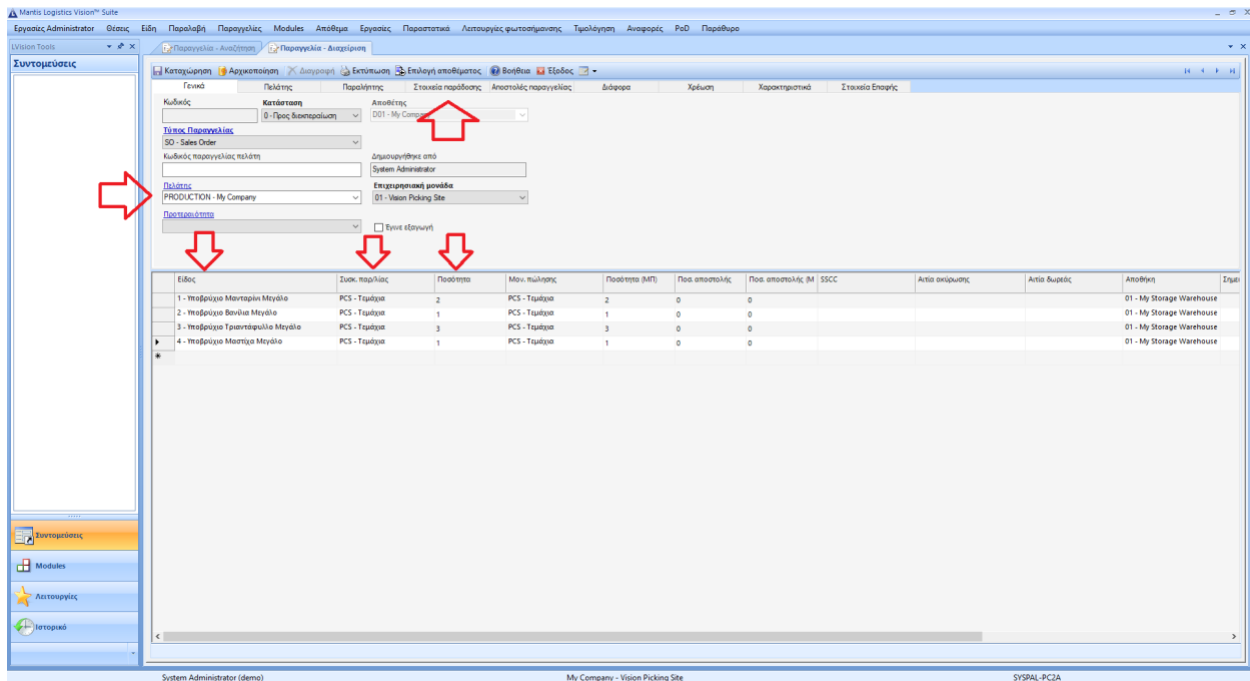 Mantis Logistics Vision™ Suite
Εργασίες Administrator Θέσεις Είδη Παραλαβή Παραγγελίες Modules Απόθεμα Εργασίες Παραστατικά Λειτουργίες φωτοσήμανσης Τιμολόγηση Αναφορές PoD Παράθυρο
LVision Tools Παραγγελία - Αναζήτηση Παραγγελία - Διαχείριση
Συντομεύσεις
Καταχώρηση Αρχικοποίηση Διαγραφή Εκτύπωση Επιλογή αποθέματος Βοήθεια Έξοδος
Γενικά Πελάτης Παραλήπτης Στοιχεία παράδοσης Αποστολές παραγγελίας Διάφορα Χρέωση Χαρακτηριστικά Στοιχεία Επαφής
Κωδικός Κατάσταση Αποθέτης
0 - Προς διεκπεραίωση D01 - My Company
Τύπος Παραγγελίας
SO - Sales Order
Κωδικός παραγγελίας πελάτη Δημιουργήθηκε από
System Administrator
Πελάτης Επιχειρησιακή μονάδα
PRODUCTION - My Company 01 - Vision Picking Site
Προτεραιότητα
Έγινε εξαγωγή
Είδος Συσκ. παρ/λίας Ποσότητα Μον. πώλησης Ποσότητα (ΜΠ) Ποσ. αποστολής Ποσ. αποστολής (Μ SSCC Αιτία ακύρωσης Αιτία δωρεάς Αποθήκη Σημει
1 - Υποβρύχιο Μανταρίνι Μεγάλο PCS - Τεμάχια 2 PCS - Τεμάχια 2 0 0 01 - My Storage Warehouse
2 - Υποβρύχιο Βανίλια Μεγάλο PCS - Τεμάχια 1 PCS - Τεμάχια 1 0 0 01 - My Storage Warehouse
3 - Υποβρύχιο Τριαντάφυλλο Μεγάλο PCS - Τεμάχια 3 PCS - Τεμάχια 3 0 0 01 - My Storage Warehouse
4 - Υποβρύχιο Μαστίχα Μεγάλο PCS - Τεμάχια 1 PCS - Τεμάχια 1 0 0 01 - My Storage Warehouse
Συντομεύσεις
Modules
Λειτουργίες
Ιστορικό
System Administrator (demo) My Company - Vision Picking Site SYSPAL-PC2A